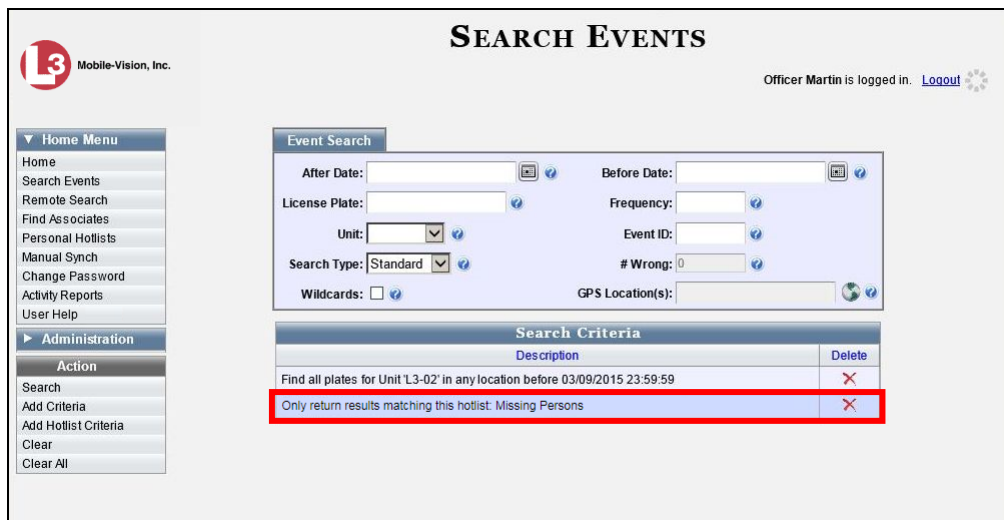 SEARCH EVENTS
L3 Mobile-Vision, Inc.
Officer Martin is logged in. Logout
▼ Home Menu
Home
Search Events
Remote Search
Find Associates
Personal Hotlists
Manual Synch
Change Password
Activity Reports
User Help
► Administration
Action
Search
Add Criteria
Add Hotlist Criteria
Clear
Clear All
Event Search
After Date: Before Date:
License Plate: Frequency:
Unit: Event ID:
Search Type: Standard # Wrong: 0
Wildcards: GPS Location(s):
Search Criteria
Description Delete
Find all plates for Unit 'L3-02' in any location before 03/09/2015 23:59:59
Only return results matching this hotlist: Missing Persons